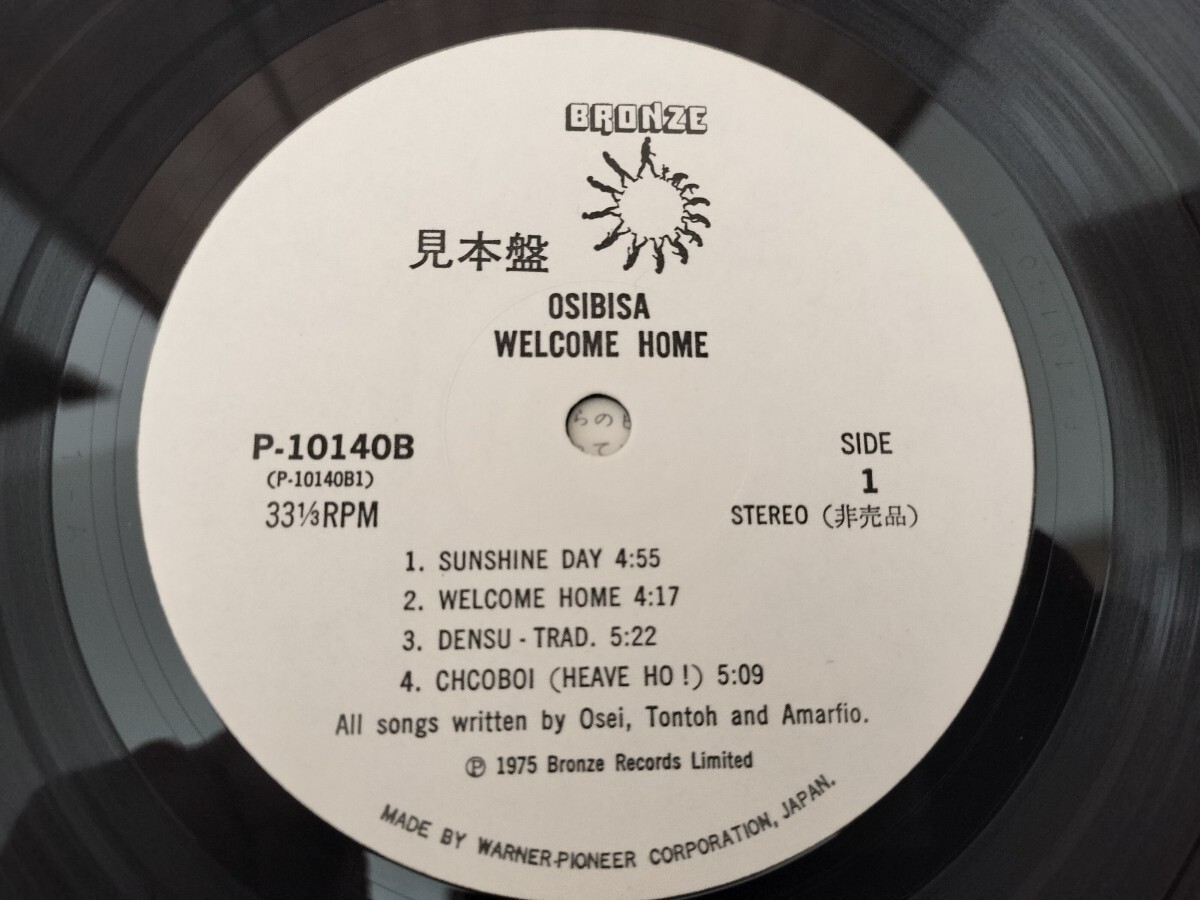 BRONZE
見本盤
OSIBISA
WELCOME HOME
P-10140B
(P-10140B1)
33⅓RPM
SIDE
1
STEREO (非売品)
1. SUNSHINE DAY 4:55
2. WELCOME HOME 4:17
3. DENSU - TRAD. 5:22
4. CHCOBOI (HEAVE HO!) 5:09
All songs written by Osei, Tontoh and Amarfio.
Ⓟ 1975 Bronze Records Limited
MADE BY WARNER-PIONEER CORPORATION, JAPAN.